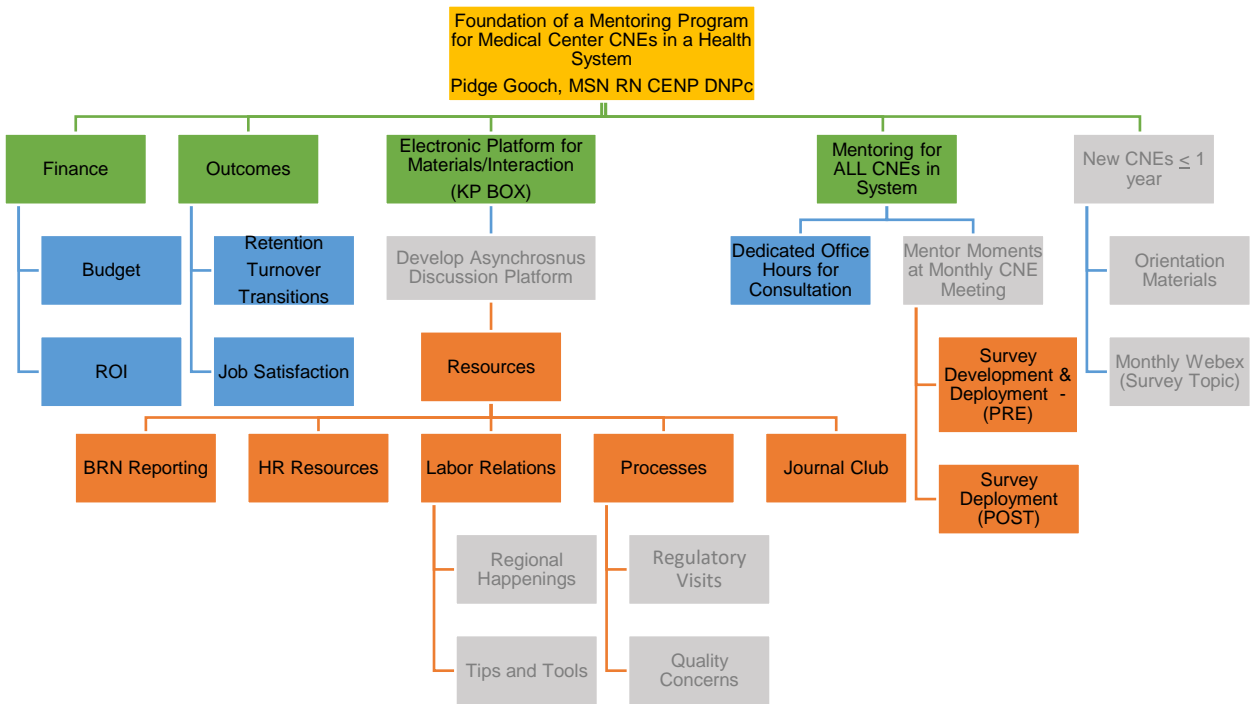 Foundation of a Mentoring Program
for Medical Center CNEs in a Health
System
Pidge Gooch, MSN RN CENP DNPc
Finance
Outcomes
Electronic Platform for
Materials/Interaction
(KP BOX)
Mentoring for
ALL CNEs in
System
New CNEs ≤ 1
year
Budget
Retention
Turnover
Transitions
Develop Asynchrosnus
Discussion Platform
Dedicated Office
Hours for
Consultation
Mentor Moments
at Monthly CNE
Meeting
Orientation
Materials
ROI
Job Satisfaction
Resources
Survey
Development &
Deployment -
(PRE)
Monthly Webex
(Survey Topic)
BRN Reporting
HR Resources
Labor Relations
Processes
Journal Club
Survey
Deployment
(POST)
Regional
Happenings
Regulatory
Visits
Tips and Tools
Quality
Concerns